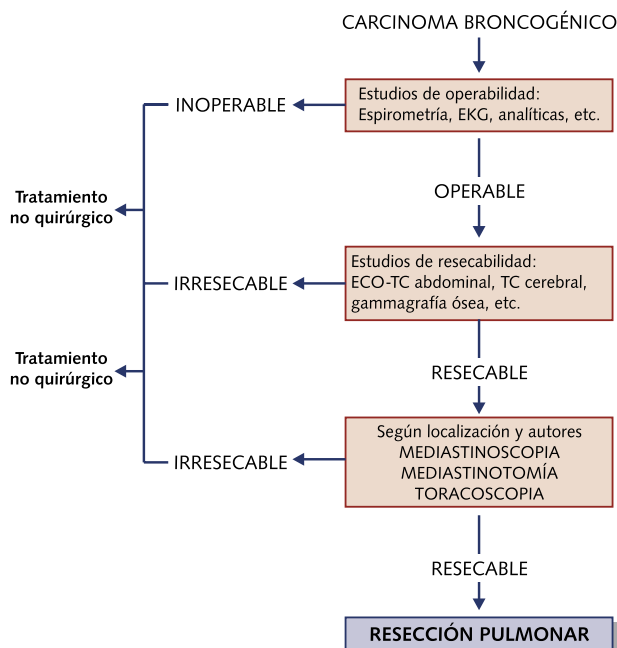 CARCINOMA BRONCOGÉNICO
Estudios de operabilidad:
Espirometría, EKG, analíticas, etc.
INOPERABLE
OPERABLE
Tratamiento
no quirúrgico
Estudios de resecabilidad:
ECO-TC abdominal, TC cerebral,
gammagrafía ósea, etc.
IRRESECABLE
RESECABLE
Tratamiento
no quirúrgico
Según localización y autores
MEDIASTINOSCOPIA
MEDIASTINOTOMÍA
TORACOSCOPIA
IRRESECABLE
RESECABLE
RESECCIÓN PULMONAR